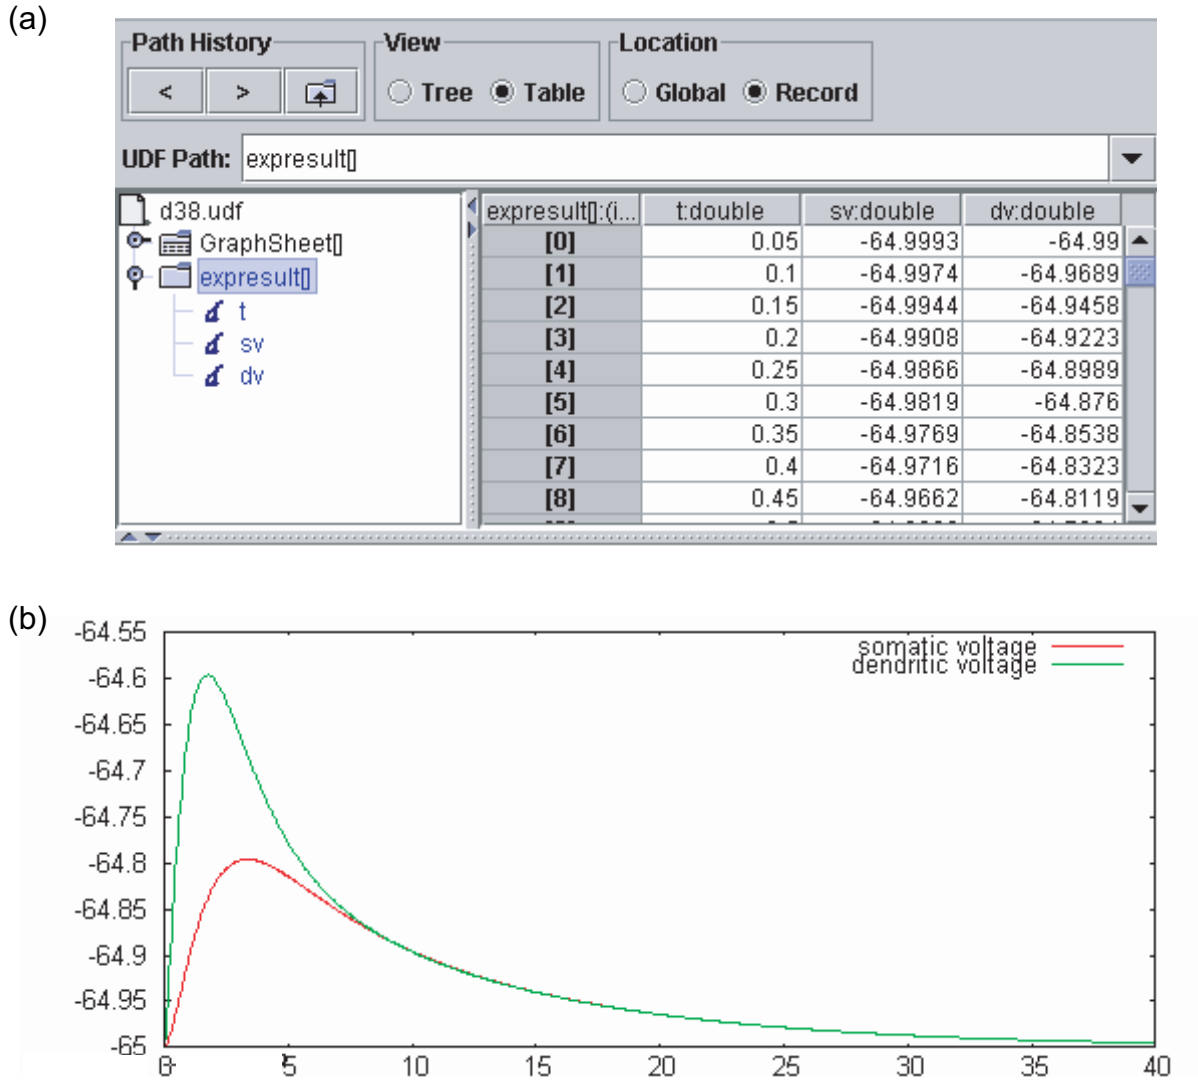 (a)
Path History View Location
< > Tree Table Global Record
UDF Path: expresult[]
d38.udf
GraphSheet[]
expresult[]
t
sv
dv
expresult[]:(i... t:double sv:double dv:double
[0] 0.05 -64.9993 -64.99
[1] 0.1 -64.9974 -64.9689
[2] 0.15 -64.9944 -64.9458
[3] 0.2 -64.9908 -64.9223
[4] 0.25 -64.9866 -64.8989
[5] 0.3 -64.9819 -64.876
[6] 0.35 -64.9769 -64.8538
[7] 0.4 -64.9716 -64.8323
[8] 0.45 -64.9662 -64.8119
(b)
-64.55
-64.6
-64.65
-64.7
-64.75
-64.8
-64.85
-64.9
-64.95
-65
somatic voltage
dendritic voltage
0 5 10 15 20 25 30 35 40